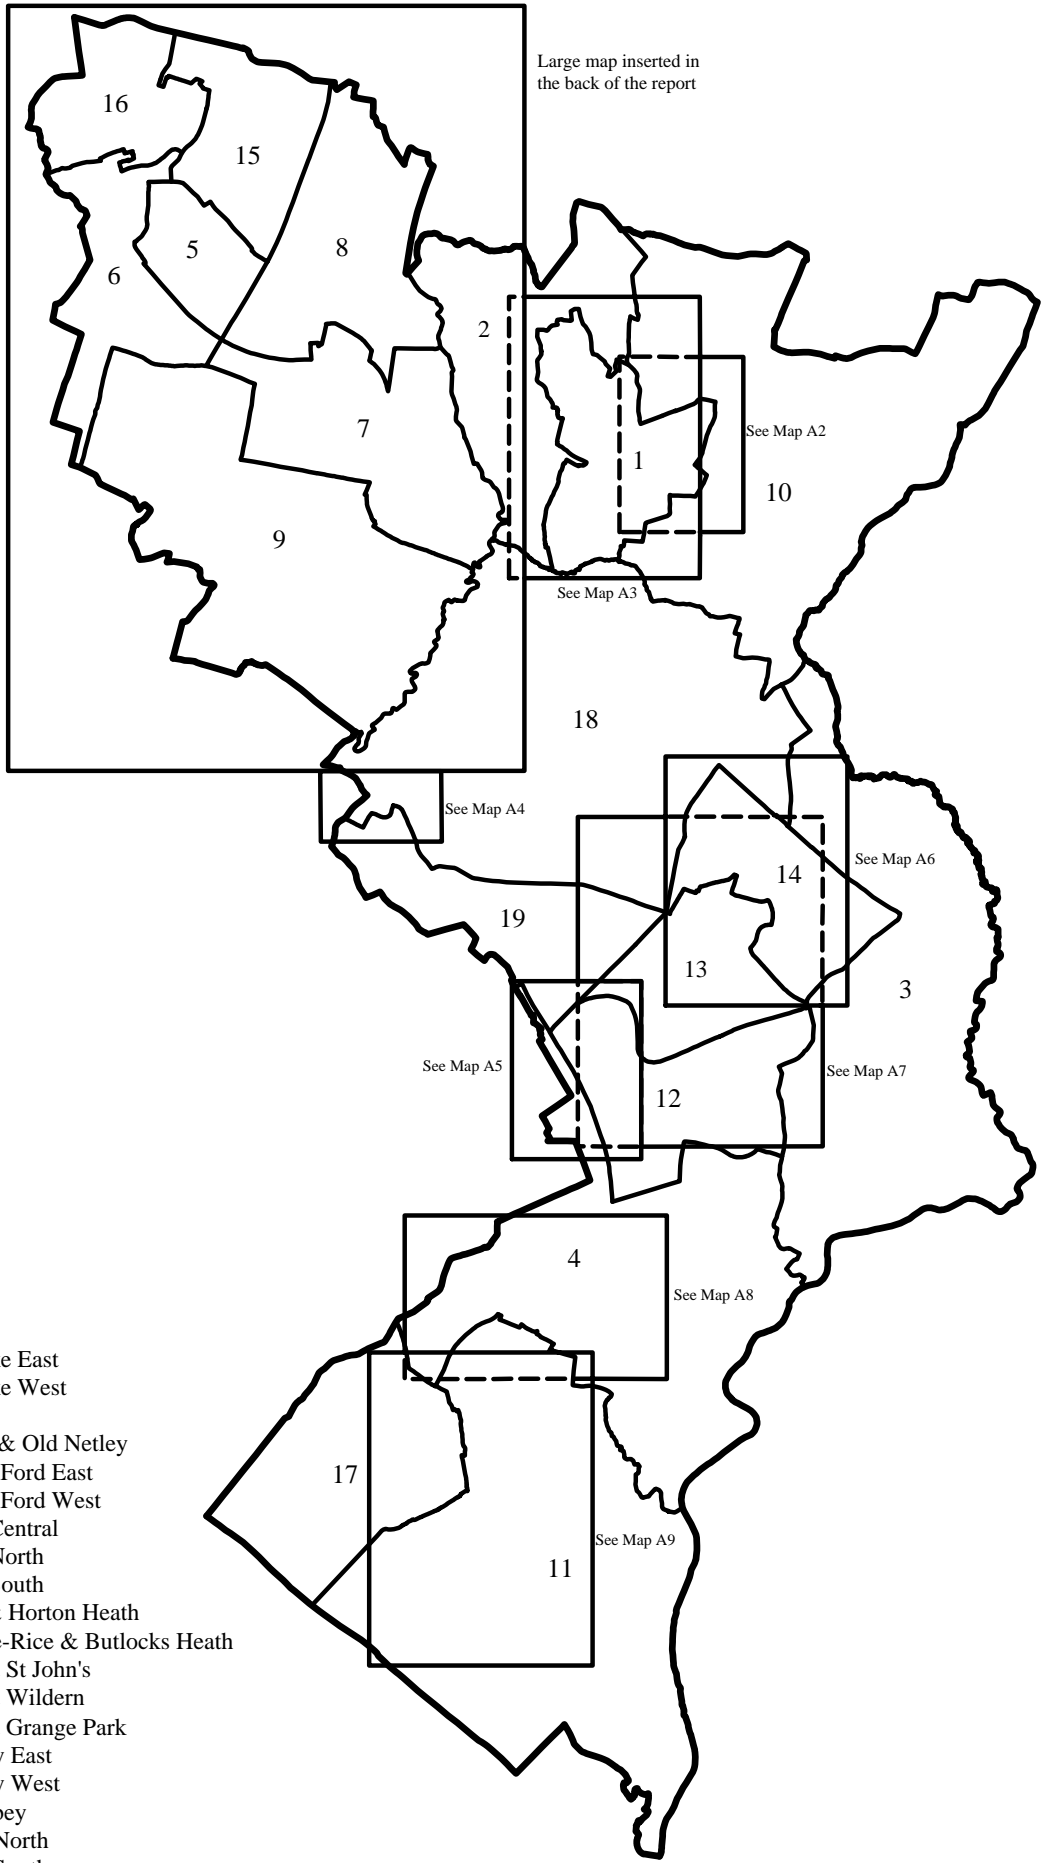 Large map inserted in
the back of the report
16
15
5
8
6
2
7
See Map A2
1
10
9
See Map A3
18
See Map A4
14
See Map A6
19
13
3
See Map A5
12
See Map A7
4
See Map A8
17
See Map A9
11
e East
e West
& Old Netley
Ford East
Ford West
Central
North
outh
Horton Heath
-Rice & Butlocks Heath
St John's
Wildern
Grange Park
y East
y West
bey
North